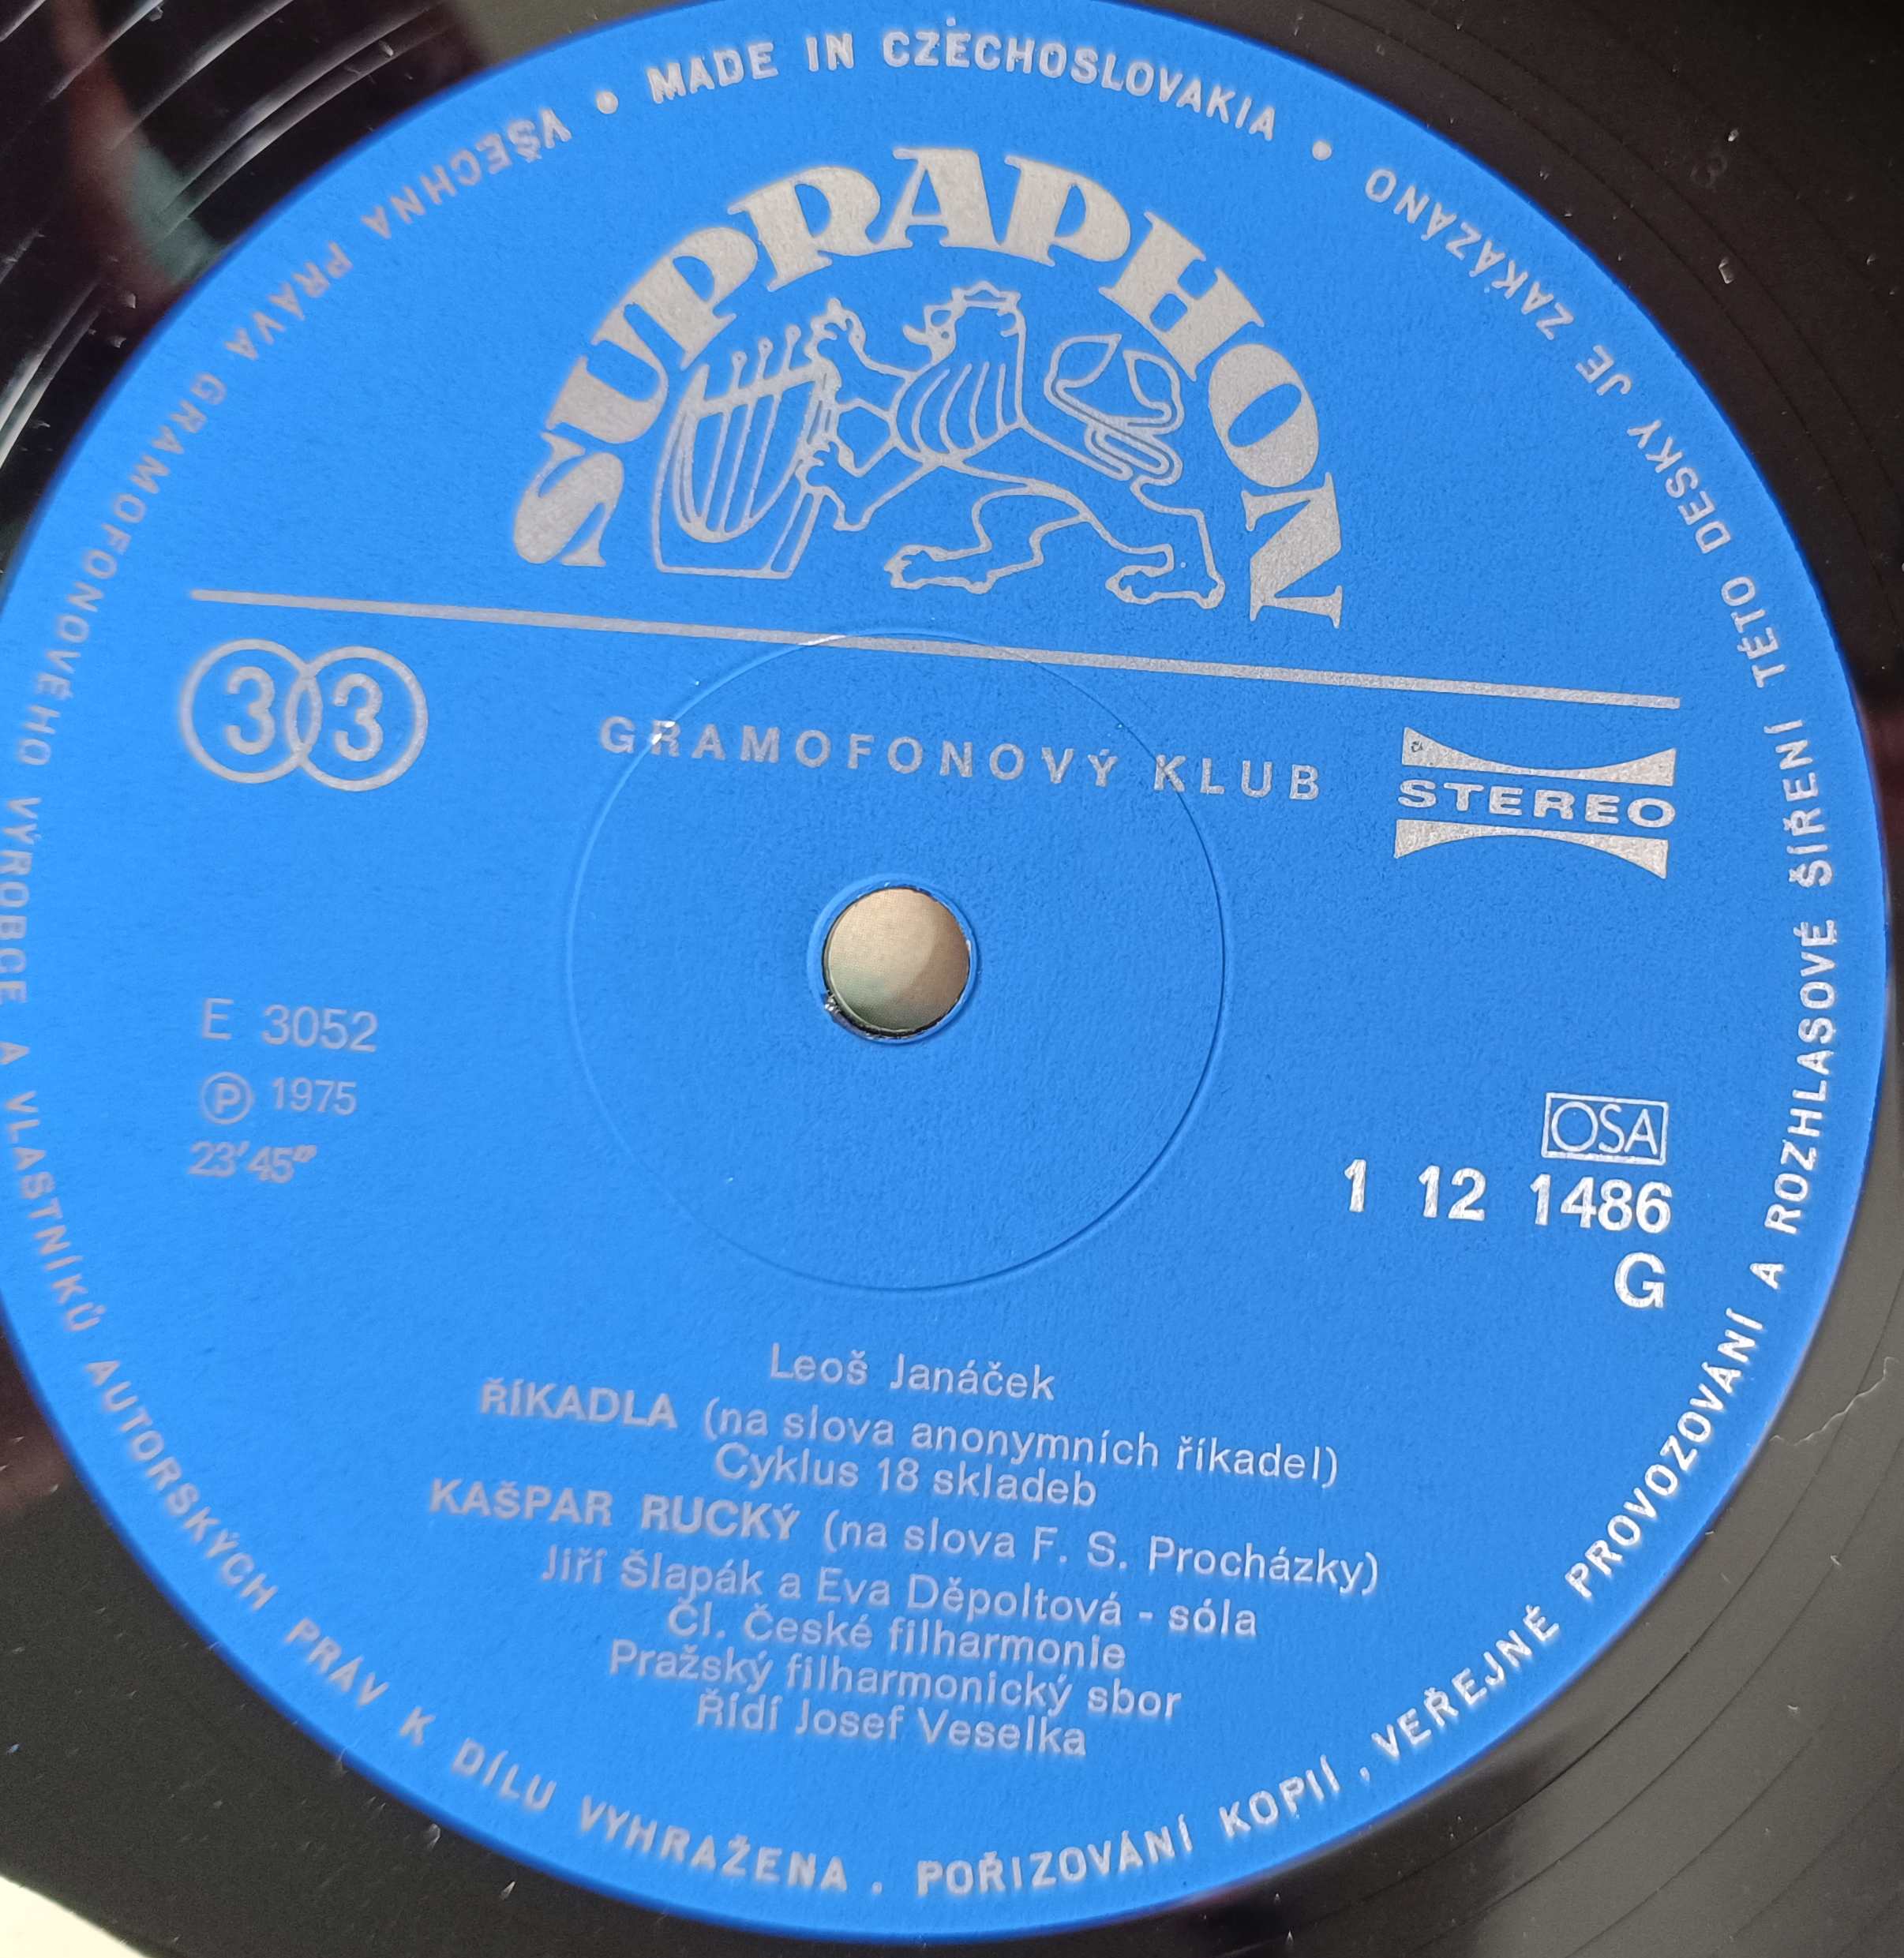 VŠECHNA PRÁVA GRAMOFONOVÉHO VÝROBCE A VLASTNÍKŮ AUTORSKÝCH PRÁV K DÍLU VYHRAŽENA . POŘIZOVÁNÍ KOPIÍ , VEŘEJNÉ PROVOZOVÁNÍ A ROZHLASOVÉ ŠÍŘENÍ TÉTO DESKY JE ZAKÁZÁNO • MADE IN CZECHOSLOVAKIA •
SUPRAPHON
33
GRAMOFONOVÝ KLUB
STEREO
E 3052
Ⓟ 1975
23'45"
OSA
1 12 1486
G
Leoš Janáček
ŘÍKADLA (na slova anonymních říkadel)
Cyklus 18 skladeb
KAŠPAR RUCKÝ (na slova F. S. Procházky)
Jiří Šlapák a Eva Děpoltová - sóla
Čl. České filharmonie
Pražský filharmonický sbor
Řídí Josef Veselka